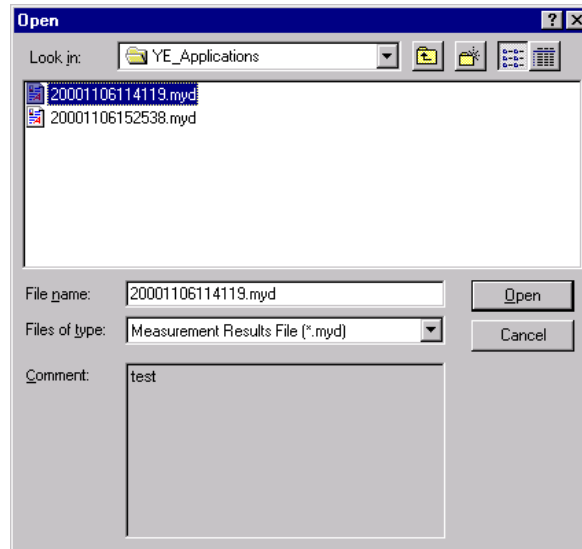 Open
Look in: YE_Applications
20001106114119.myd
20001106152538.myd
File name: 20001106114119.myd Open
Files of type: Measurement Results File (*.myd) Cancel
Comment: test